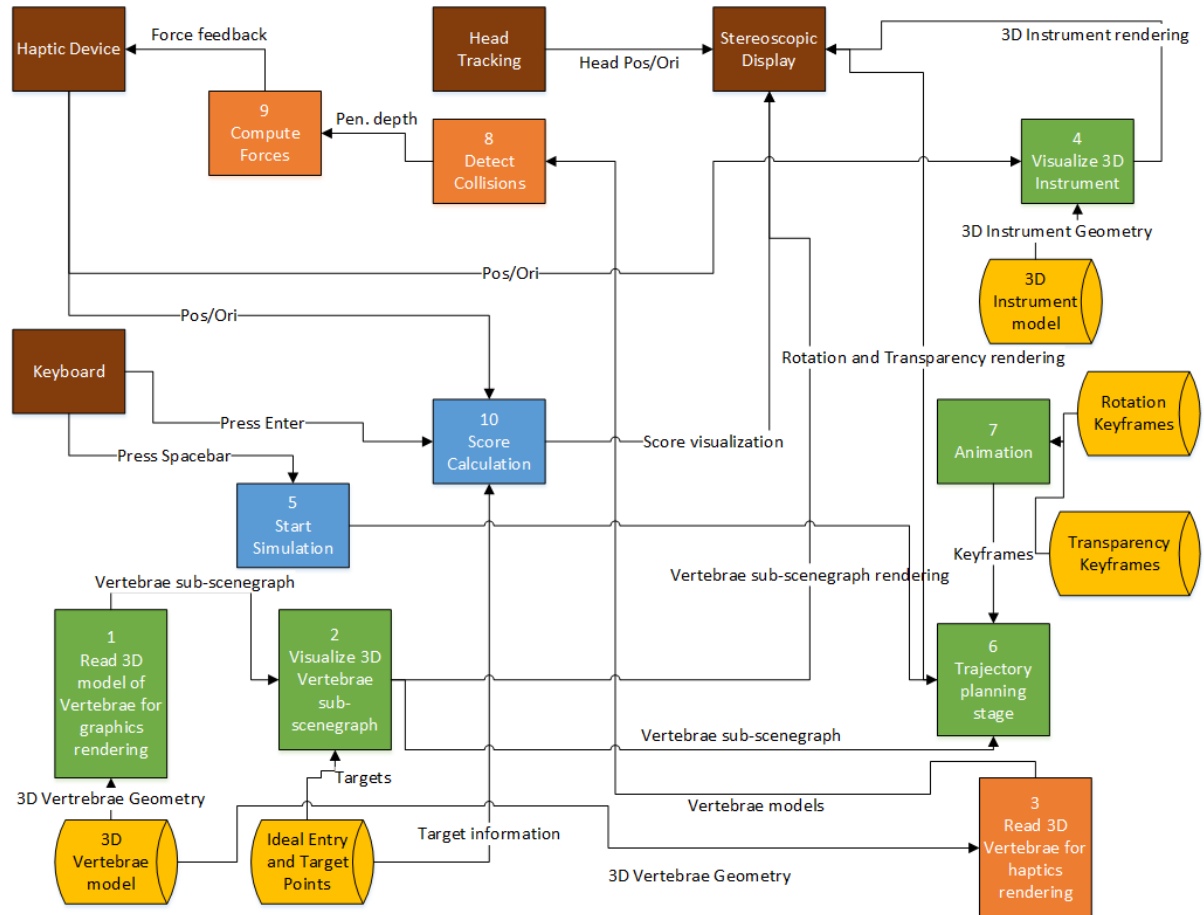 Force feedback
3D Instrument rendering
Haptic Device
Head
Tracking
Head Pos/Ori
Stereoscopic
Display
9
Compute
Forces
Pen. depth
8
Detect
Collisions
4
Visualize 3D
Instrument
3D Instrument Geometry
3D
Instrument
model
Pos/Ori
Pos/Ori
Keyboard
Rotation and Transparency rendering
Press Enter
Press Spacebar
10
Score
Calculation
Score visualization
7
Animation
Rotation
Keyframes
5
Start
Simulation
Keyframes
Transparency
Keyframes
Vertebrae sub-scenegraph
Vertebrae sub-scenegraph rendering
1
Read 3D
model of
Vertebrae for
graphics
rendering
2
Visualize 3D
Vertebrae
sub-
scenegraph
6
Trajectory
planning
stage
Vertebrae sub-scenegraph
Targets
3D Vertrebrae Geometry
Vertebrae models
3D
Vertebrae
model
Ideal Entry
and Target
Points
Target information
3D Vertebrae Geometry
3
Read 3D
Vertebrae for
haptics
rendering